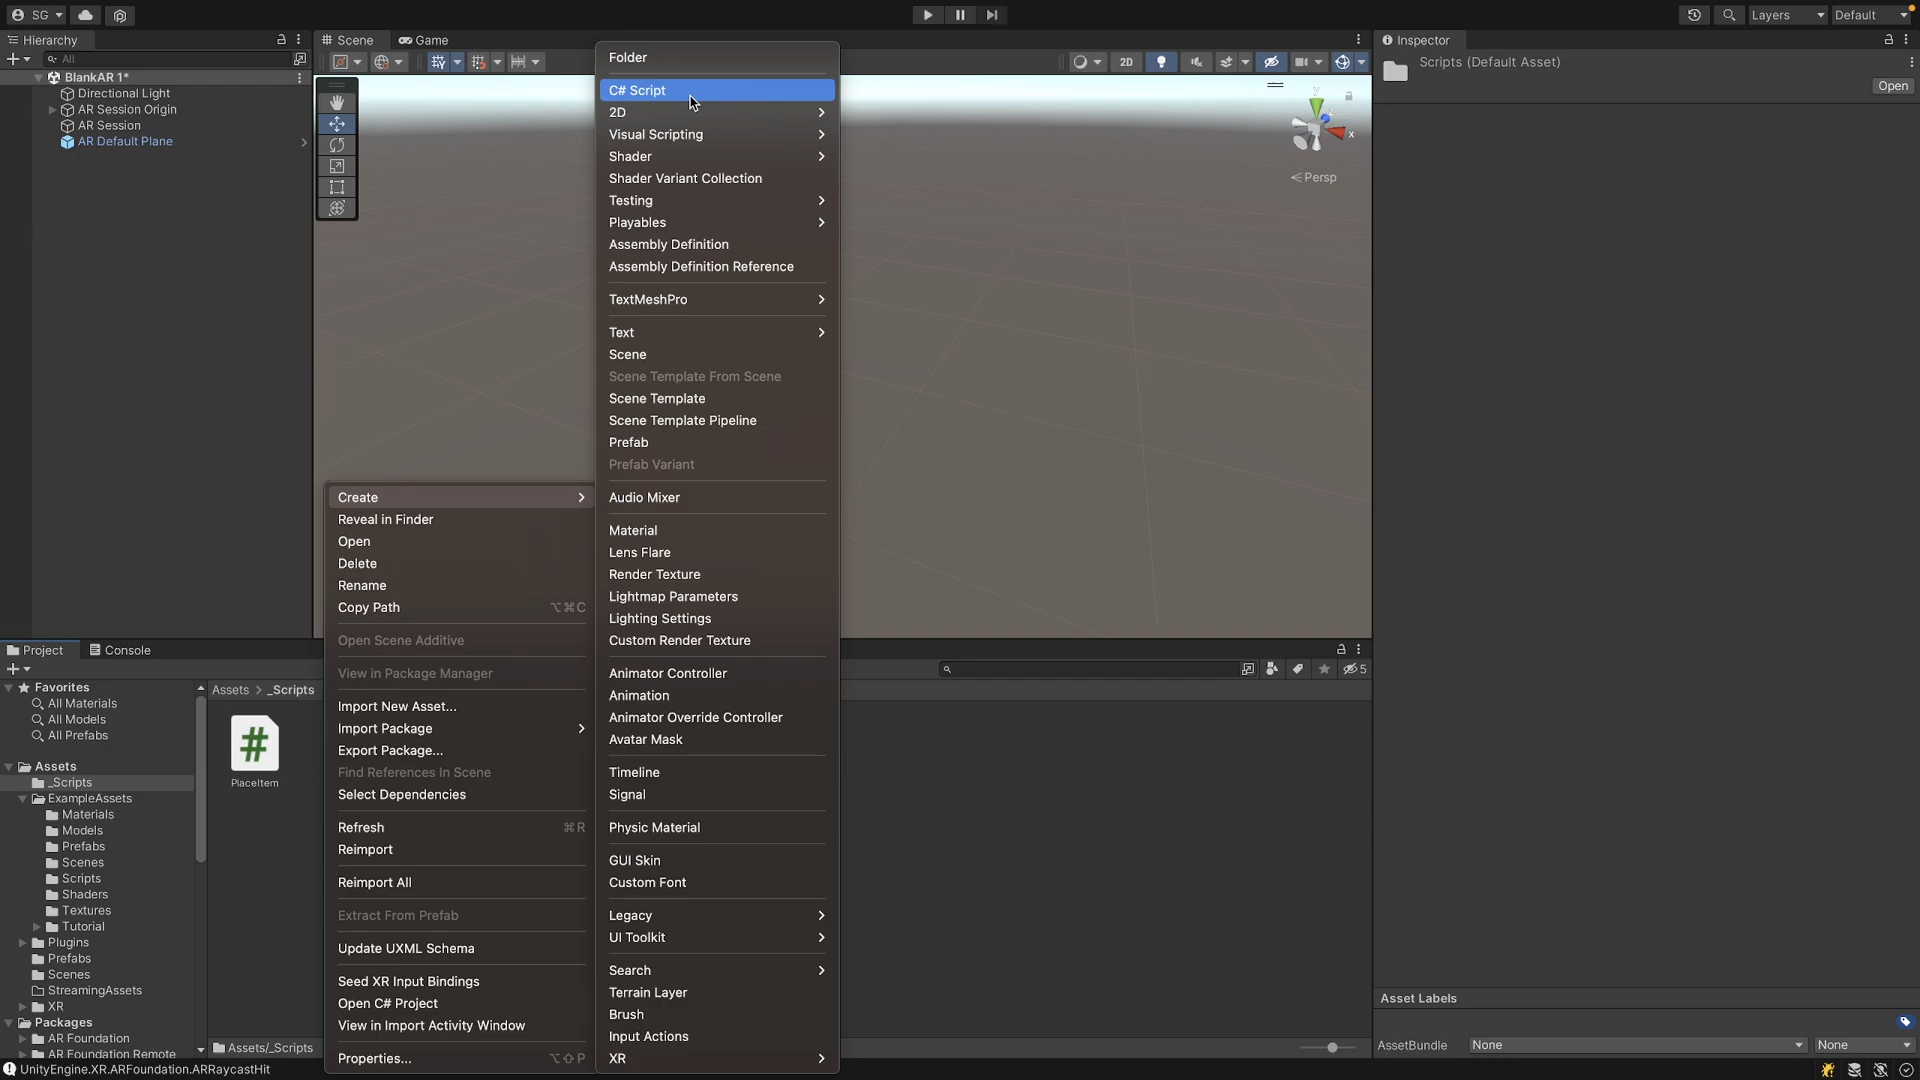 SG
Layers
Default
Hierarchy
All
BlankAR 1*
Directional Light
AR Session Origin
AR Session
AR Default Plane
Scene
Game
2D
y
x
Persp
Folder
C# Script
2D
Visual Scripting
Shader
Shader Variant Collection
Testing
Playables
Assembly Definition
Assembly Definition Reference
TextMeshPro
Text
Scene
Scene Template From Scene
Scene Template
Scene Template Pipeline
Prefab
Prefab Variant
Audio Mixer
Material
Lens Flare
Render Texture
Lightmap Parameters
Lighting Settings
Custom Render Texture
Animator Controller
Animation
Animator Override Controller
Avatar Mask
Timeline
Signal
Physic Material
GUI Skin
Custom Font
Legacy
UI Toolkit
Search
Terrain Layer
Brush
Input Actions
XR
Create
Reveal in Finder
Open
Delete
Rename
Copy Path ⌥⌘C
Open Scene Additive
View in Package Manager
Import New Asset...
Import Package
Export Package...
Find References In Scene
Select Dependencies
Refresh ⌘R
Reimport
Reimport All
Extract From Prefab
Update UXML Schema
Seed XR Input Bindings
Open C# Project
View in Import Activity Window
Properties... ⌥⇧P
Inspector
Scripts (Default Asset)
Open
Project
Console
5
Favorites
All Materials
All Models
All Prefabs
Assets
_Scripts
ExampleAssets
Materials
Models
Prefabs
Scenes
Scripts
Shaders
Textures
Tutorial
Plugins
Prefabs
Scenes
StreamingAssets
XR
Packages
AR Foundation
AR Foundation Remote
Assets > _Scripts
#
PlaceItem
Assets/_Scripts
Asset Labels
AssetBundle None None
UnityEngine.XR.ARFoundation.ARRaycastHit